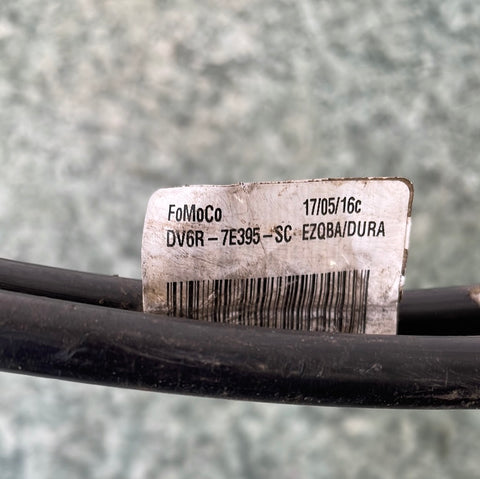 FoMoCo 17/05/16c
DV6R-7E395-SC EZQBA/DURA